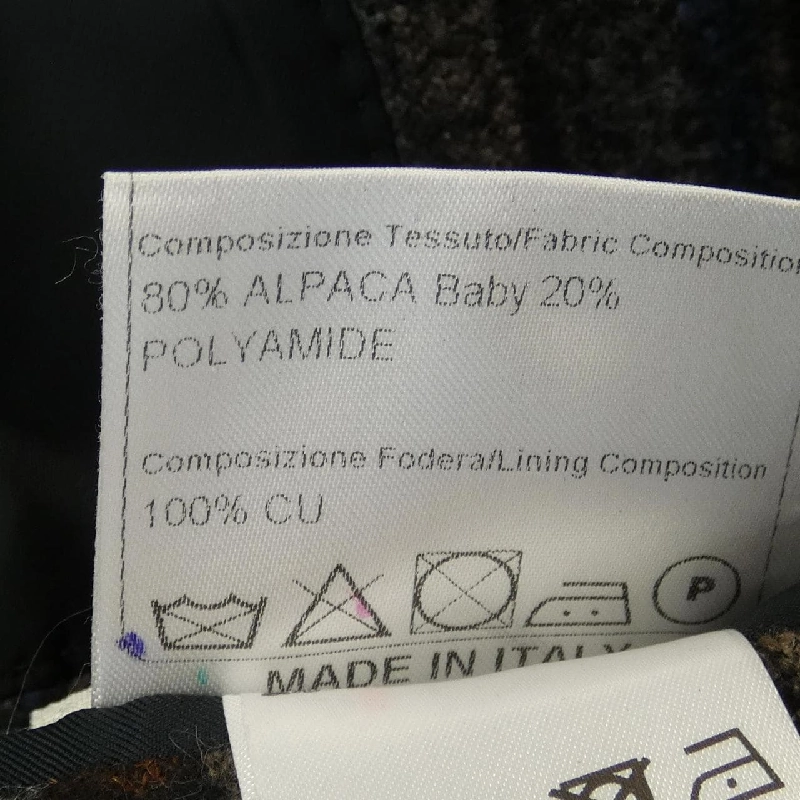 Composizione Tessuto/Fabric Composition
80% ALPACA Baby 20%
POLYAMIDE
Composizione Fodera/Lining Composition
100% CU
P
MADE IN ITALY